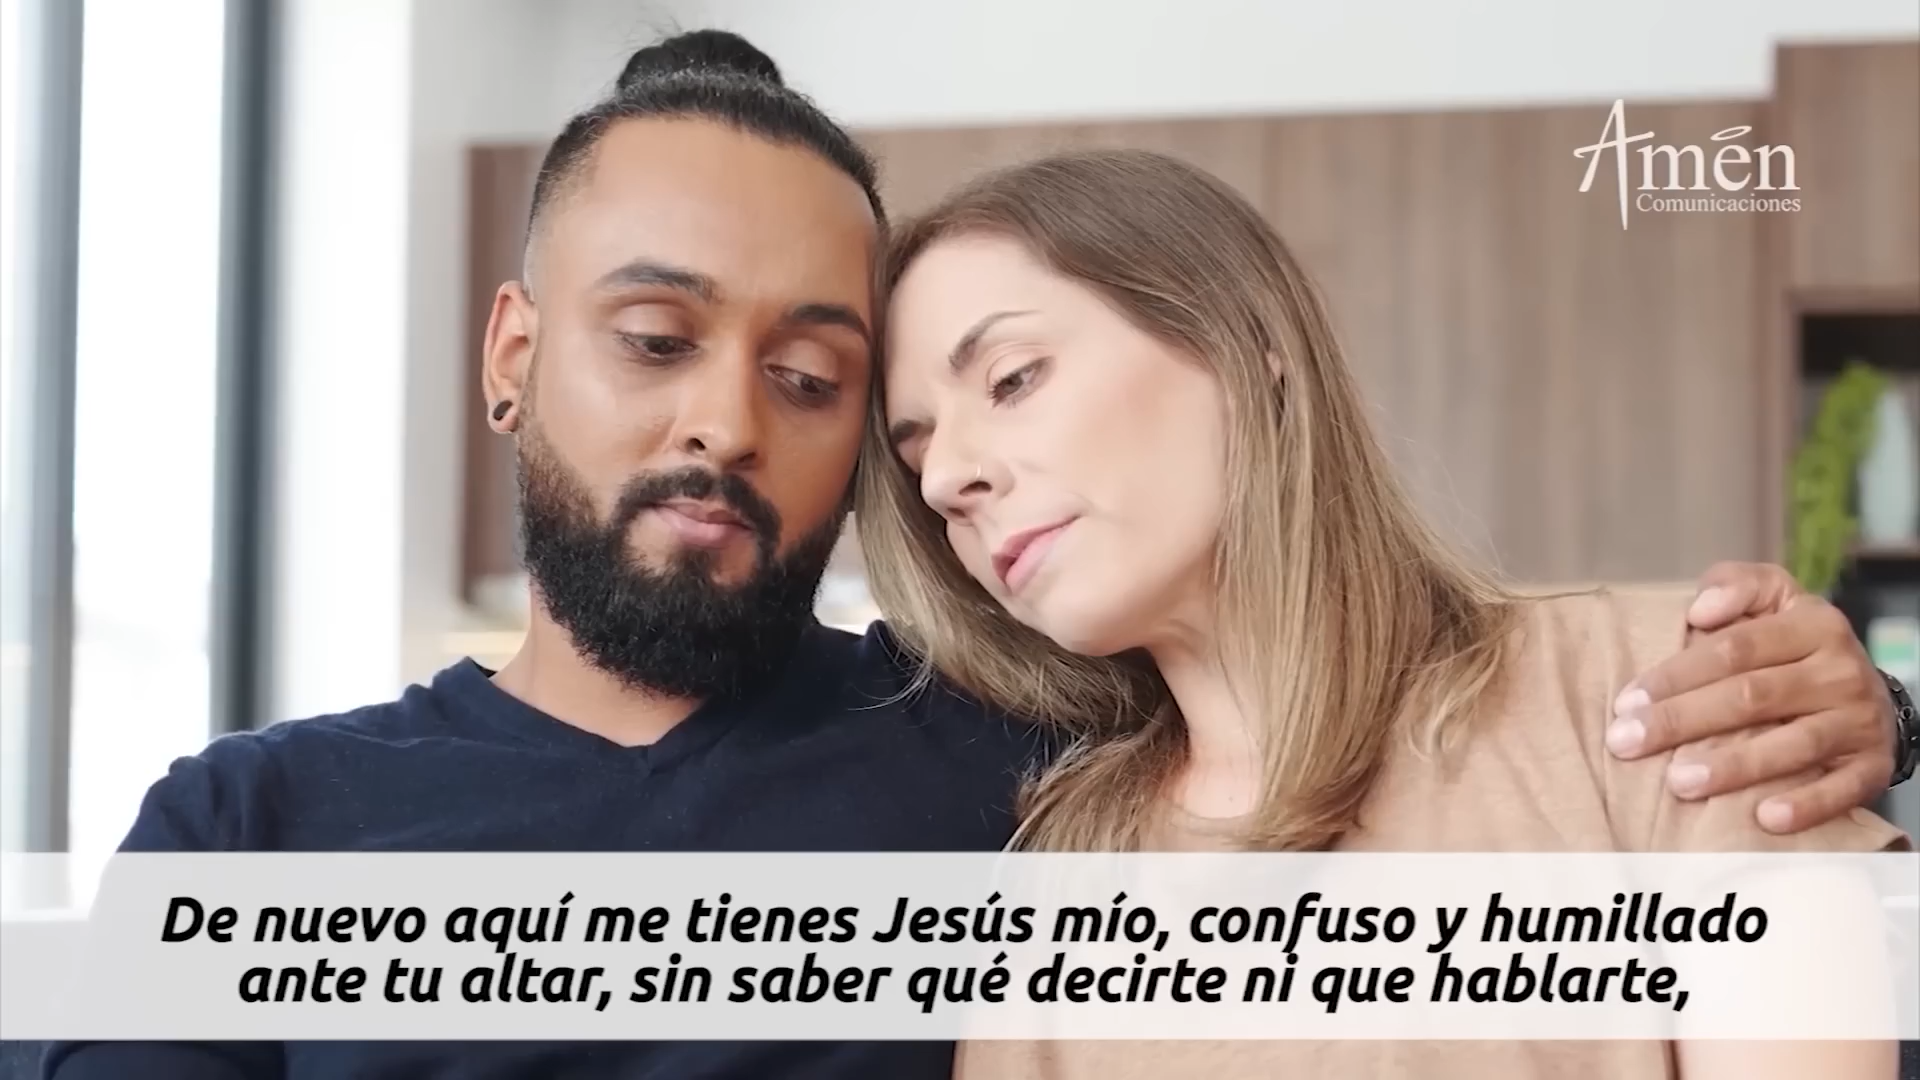 Amén
Comunicaciones
De nuevo aquí me tienes Jesús mío, confuso y humillado
ante tu altar, sin saber qué decirte ni que hablarte,